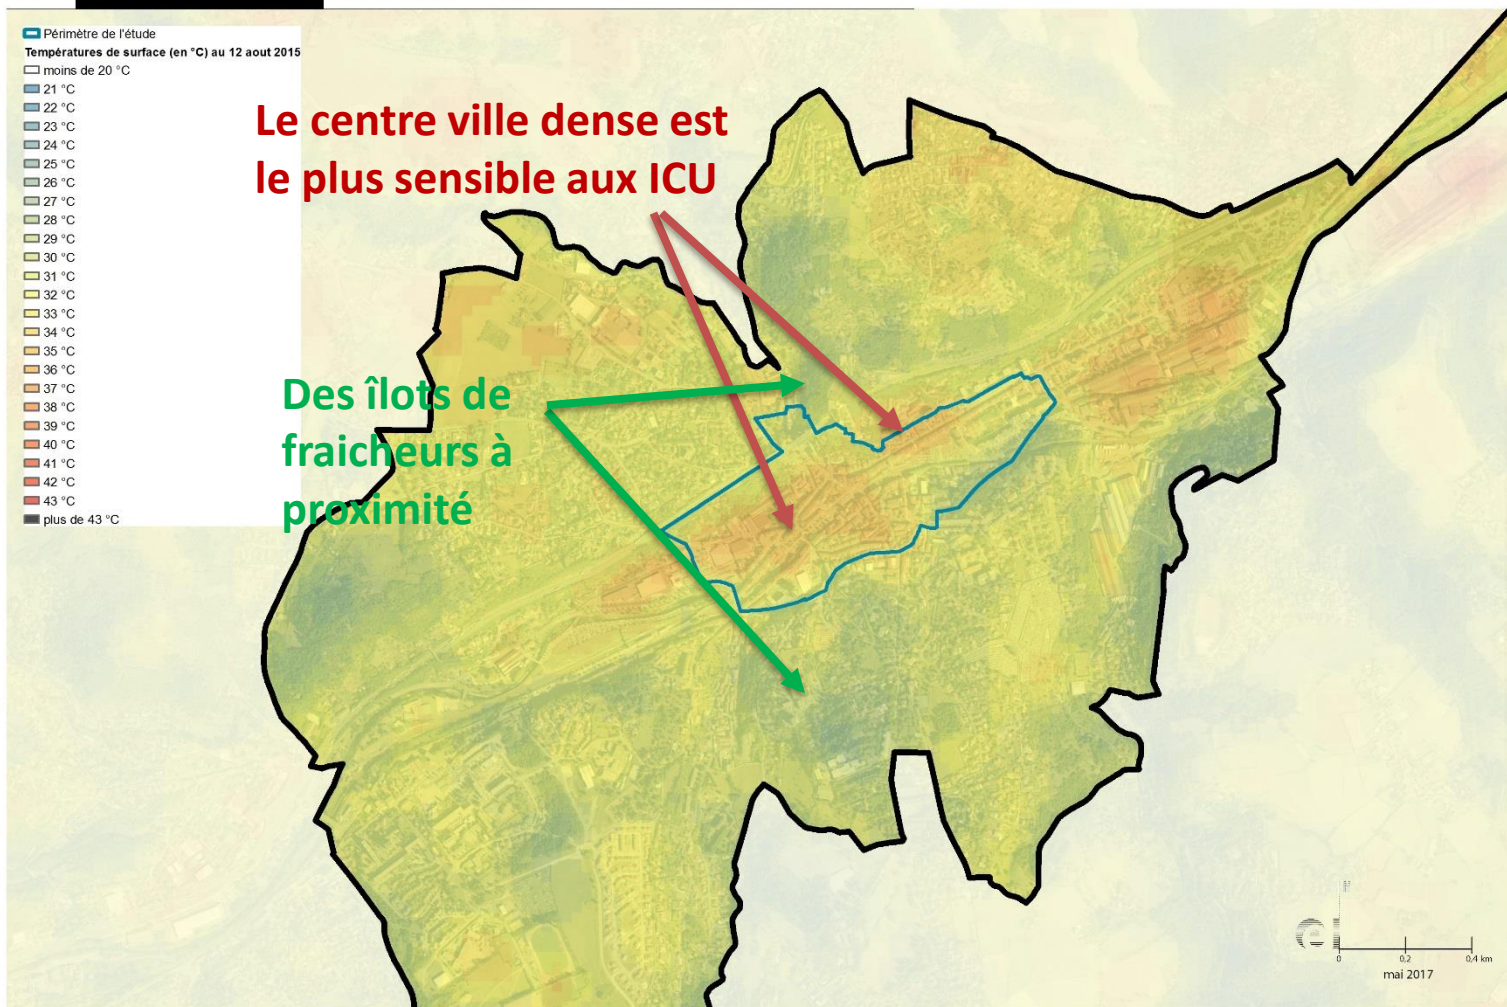 Périmètre de l'étude
Températures de surface (en °C) au 12 aout 2015
moins de 20 °C
21 °C
22 °C
23 °C
24 °C
25 °C
26 °C
27 °C
28 °C
29 °C
30 °C
31 °C
32 °C
33 °C
34 °C
35 °C
36 °C
37 °C
38 °C
39 °C
40 °C
41 °C
42 °C
43 °C
plus de 43 °C
Le centre ville dense est
le plus sensible aux ICU
Des îlots de
fraicheurs à
proximité
0 0,2 0,4 km
mai 2017